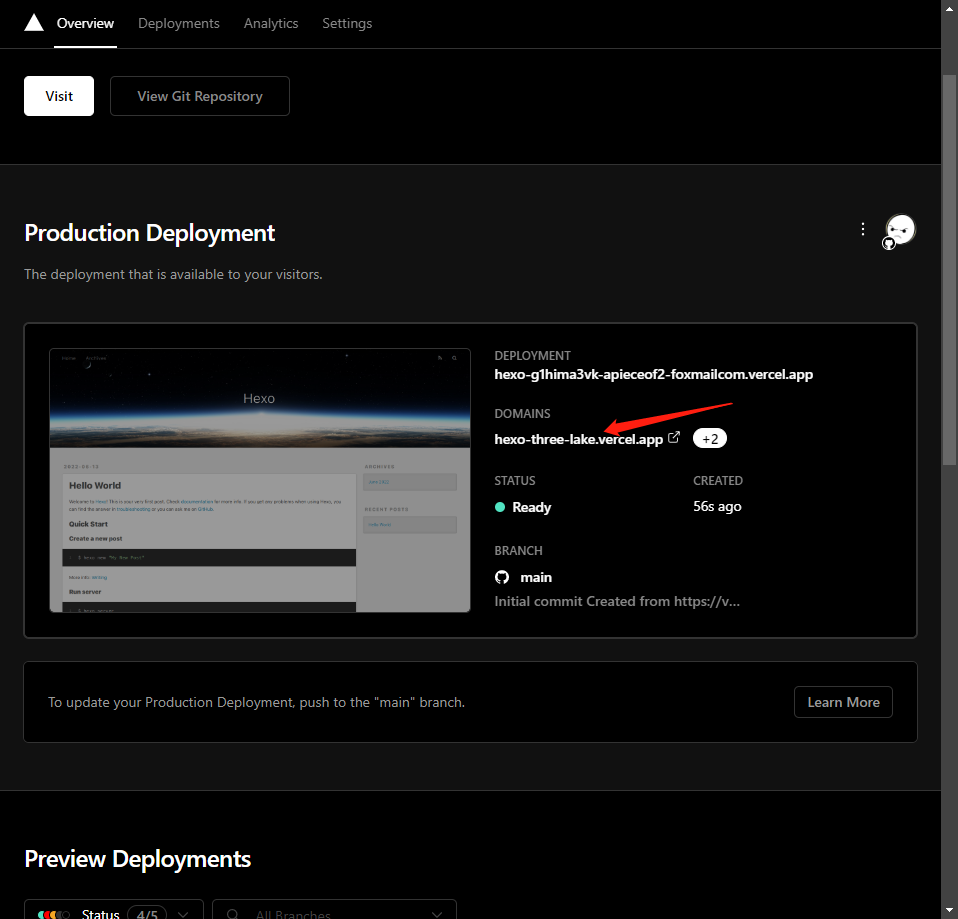 Overview Deployments Analytics Settings
Visit View Git Repository
Production Deployment
The deployment that is available to your visitors.
DEPLOYMENT
hexo-g1hima3vk-apieceof2-foxmailcom.vercel.app
DOMAINS
hexo-three-lake.vercel.app +2
STATUS CREATED
Ready 56s ago
BRANCH
main
Initial commit Created from https://v...
Home Archives
Hexo
ARCHIVES
Hello World
Welcome to Hexo! This is your very first post. Check documentation for more info. If you get any problems when using Hexo, you
can find the answer in troubleshooting or you can ask me on GitHub.
RECENT POSTS
Hello World
Quick Start
Create a new post
$ hexo new "My New Post"
More info: Writing
Run server
$ hexo server
To update your Production Deployment, push to the "main" branch. Learn More
Preview Deployments
Status 4/5 All Branches